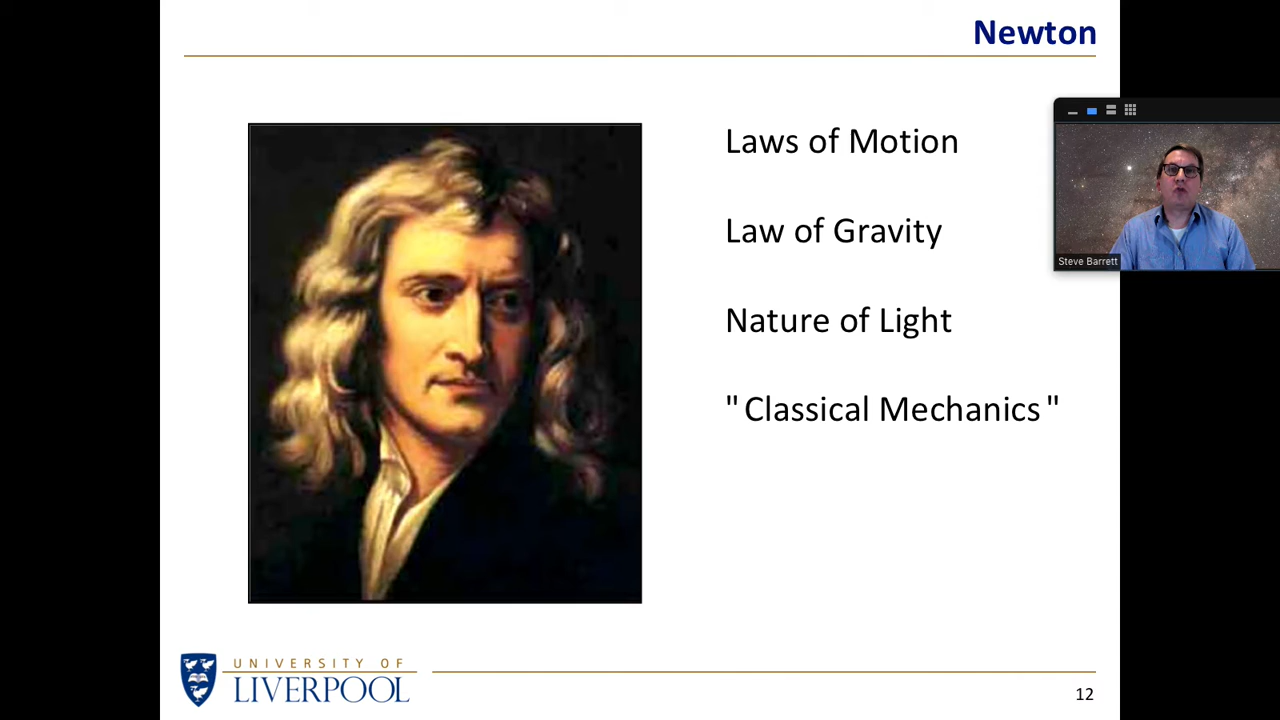 Newton
Laws of Motion
Law of Gravity
Nature of Light
"Classical Mechanics"
Steve Barrett
UNIVERSITY OF
LIVERPOOL
12